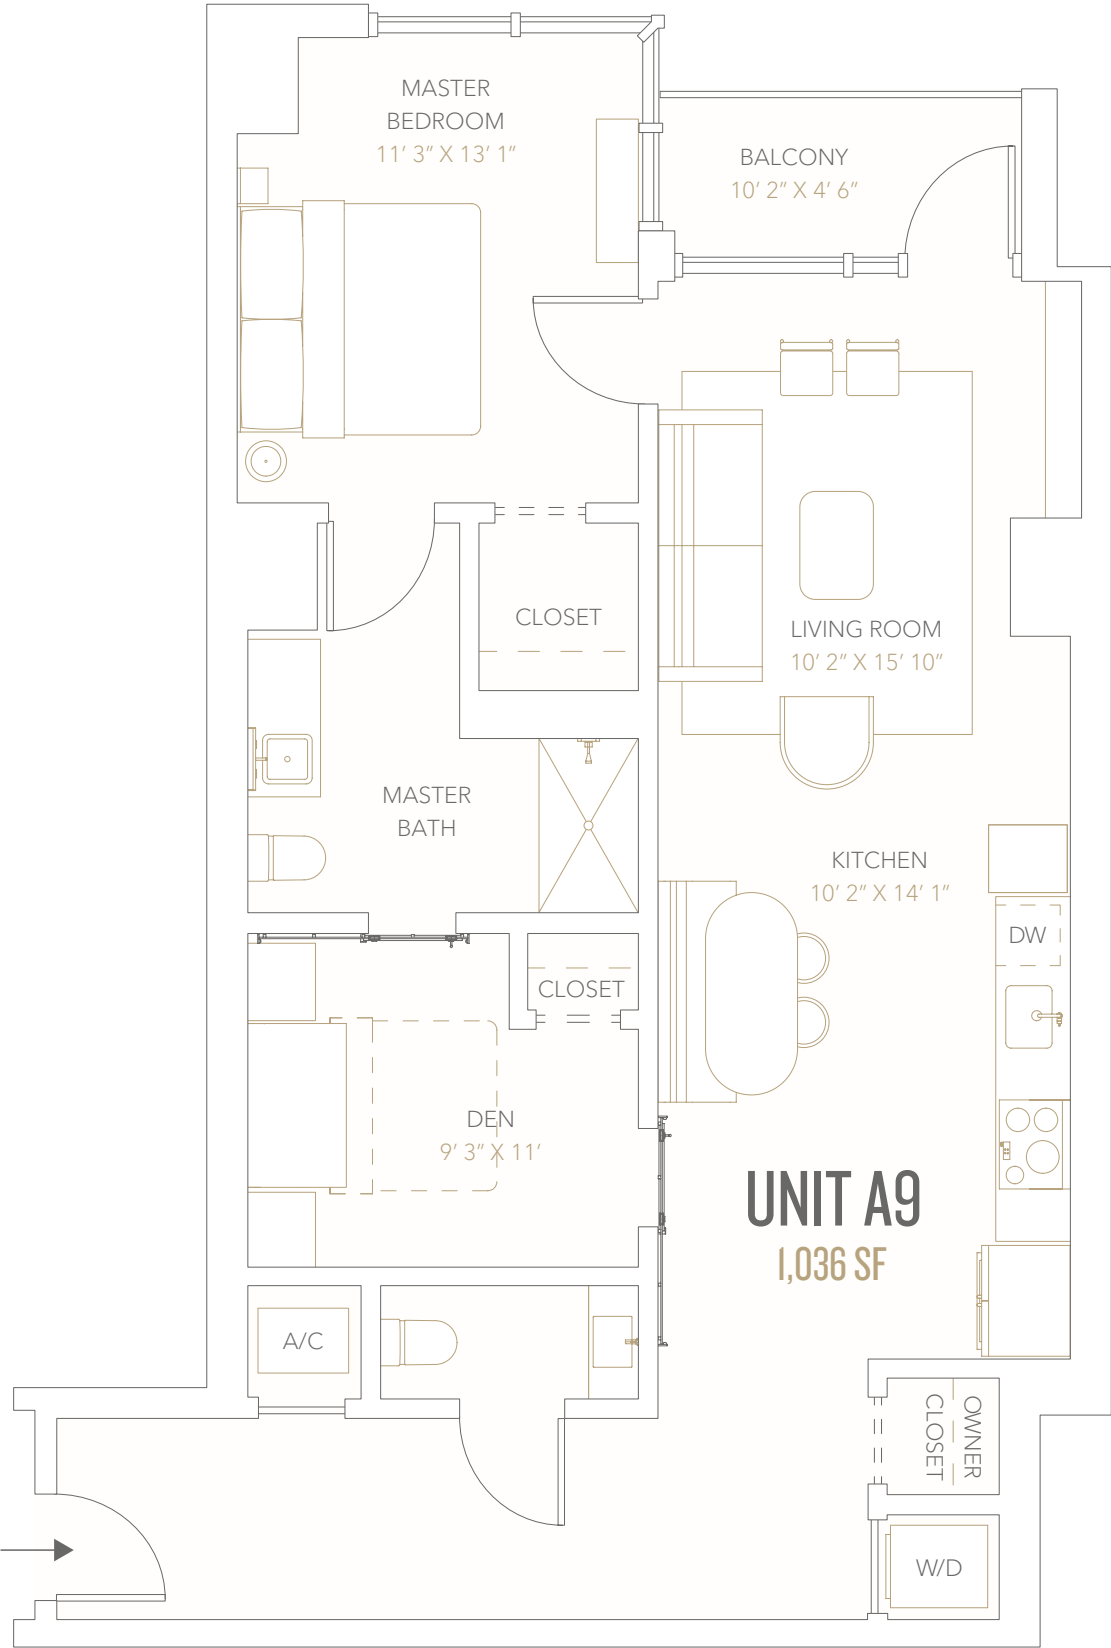 MASTER
BEDROOM
11’ 3” X 13’ 1”
BALCONY
10’ 2” X 4’ 6”
CLOSET
LIVING ROOM
10’ 2” X 15’ 10”
MASTER
BATH
KITCHEN
10’ 2” X 14’ 1”
DW
CLOSET
DEN
9’ 3” X 11’
UNIT A9
1,036 SF
A/C
OWNER
CLOSET
W/D